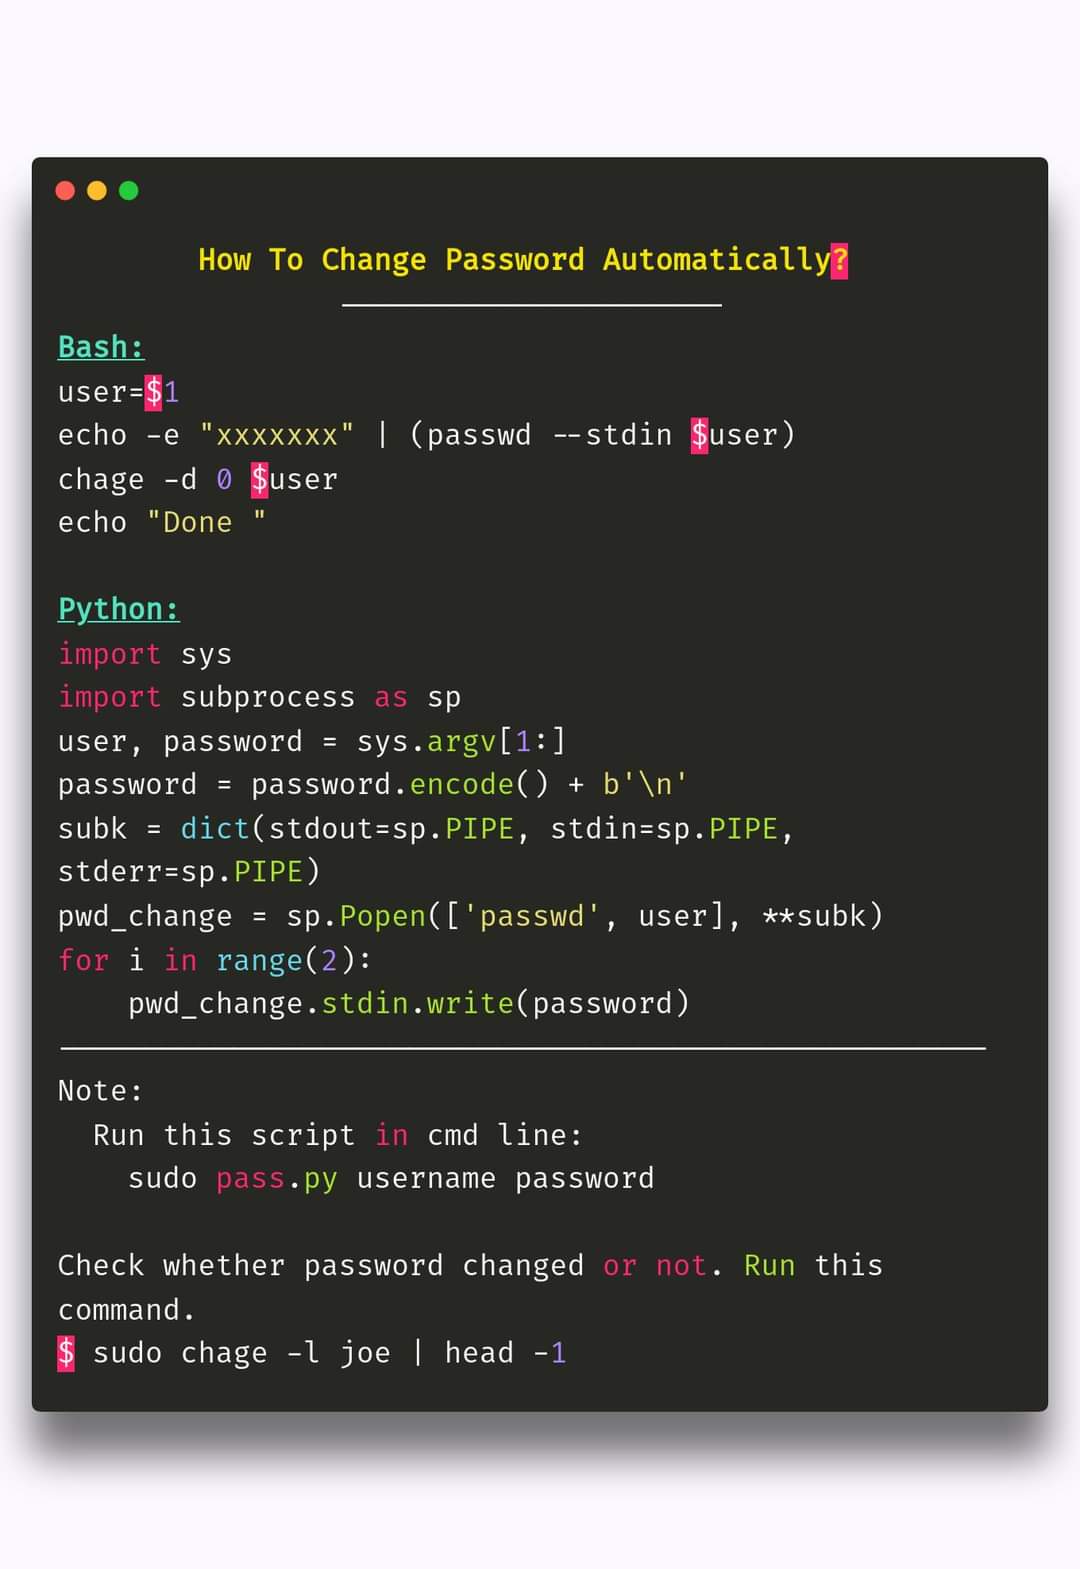 How To Change Password Automatically?
Bash:
user=$1
echo -e "xxxxxxx" | (passwd --stdin $user)
chage -d 0 $user
echo "Done "
Python:
import sys
import subprocess as sp
user, password = sys.argv[1:]
password = password.encode() + b'\n'
subk = dict(stdout=sp.PIPE, stdin=sp.PIPE,
stderr=sp.PIPE)
pwd_change = sp.Popen(['passwd', user], **subk)
for i in range(2):
    pwd_change.stdin.write(password)
Note:
  Run this script in cmd line:
    sudo pass.py username password
Check whether password changed or not. Run this
command.
$ sudo chage -l joe | head -1